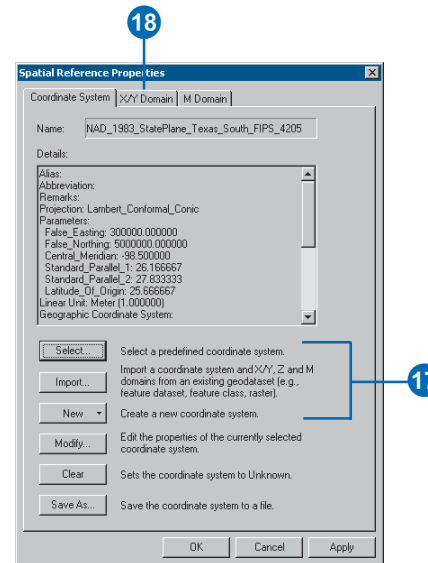 18
Spatial Reference Properties
Coordinate System X/Y Domain M Domain
Name: NAD_1983_StatePlane_Texas_South_FIPS_4205
Details:
Alias:
Abbreviation:
Remarks:
Projection: Lambert_Conformal_Conic
Parameters:
False_Easting: 300000.000000
False_Northing: 5000000.000000
Central_Meridian: -98.500000
Standard_Parallel_1: 26.166667
Standard_Parallel_2: 27.833333
Latitude_Of_Origin: 25.666667
Linear Unit: Meter (1.000000)
Geographic Coordinate System:
Select... Select a predefined coordinate system.
Import... Import a coordinate system and X/Y, Z and M
domains from an existing geodataset (e.g.,
feature dataset, feature class, raster).
17
New Create a new coordinate system.
Modify... Edit the properties of the currently selected
coordinate system.
Clear Sets the coordinate system to Unknown.
Save As... Save the coordinate system to a file.
OK Cancel Apply